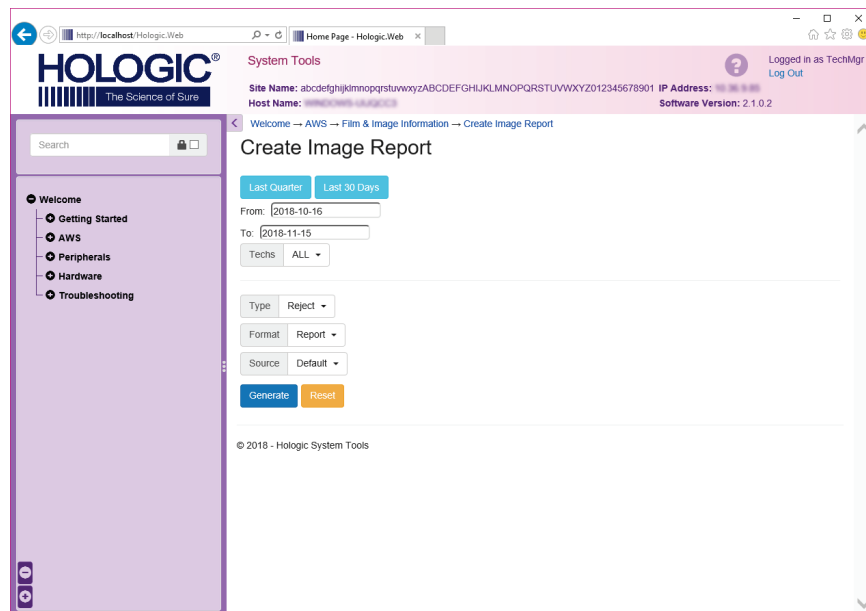 http://localhost/Hologic.Web
Home Page - Hologic.Web
HOLOGIC®
The Science of Sure
System Tools
Logged in as TechMgr
Log Out
Site Name: abcdefghijklmnopqrstuvwxyzABCDEFGHIJKLMNOPQRSTUVWXYZ012345678901 IP Address:
Host Name:
Software Version: 2.1.0.2
Search
Welcome
Getting Started
AWS
Peripherals
Hardware
Troubleshooting
Welcome → AWS → Film & Image Information → Create Image Report
Create Image Report
Last Quarter Last 30 Days
From: 2018-10-16
To: 2018-11-15
Techs ALL
Type Reject
Format Report
Source Default
Generate Reset
© 2018 - Hologic System Tools